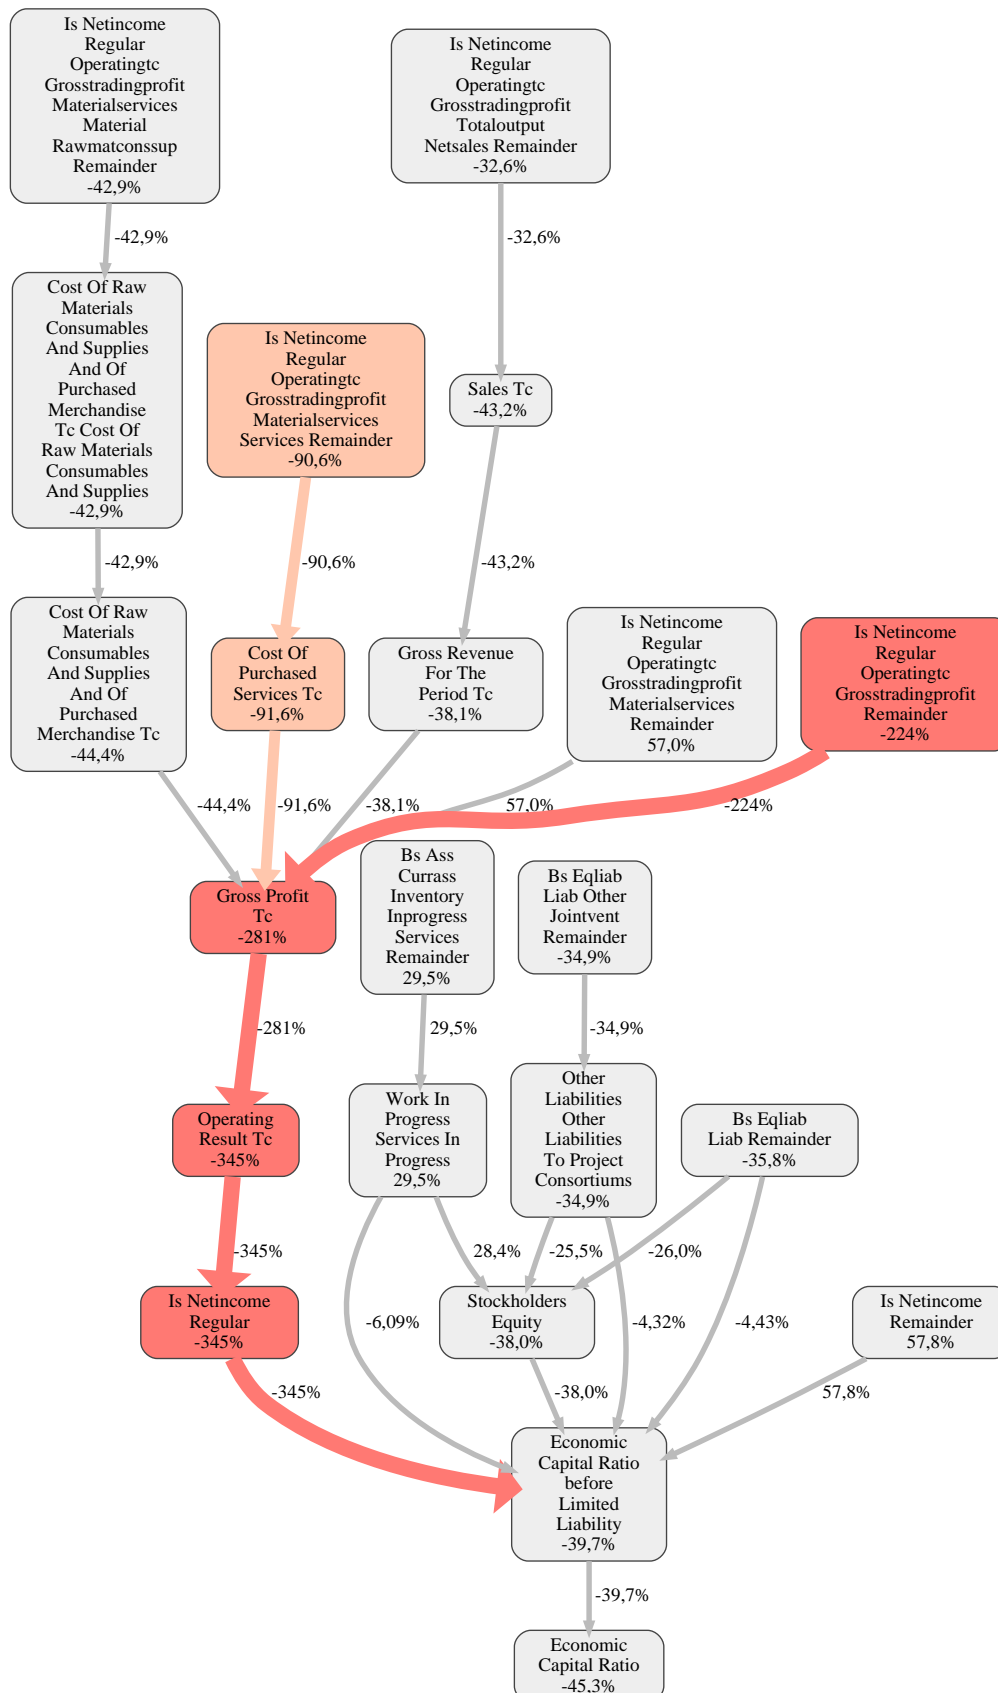 Is Netincome
Regular
Operatingtc
Grosstradingprofit
Materialservices
Material
Rawmatconssup
Remainder
-42,9%
Is Netincome
Regular
Operatingtc
Grosstradingprofit
Totaloutput
Netsales Remainder
-32,6%
-42,9%
-32,6%
Cost Of Raw
Materials
Consumables
And Supplies
And Of
Purchased
Merchandise
Tc Cost Of
Raw Materials
Consumables
And Supplies
-42,9%
Is Netincome
Regular
Operatingtc
Grosstradingprofit
Materialservices
Services Remainder
-90,6%
Sales Tc
-43,2%
-42,9%
-90,6%
-43,2%
Cost Of Raw
Materials
Consumables
And Supplies
And Of
Purchased
Merchandise Tc
-44,4%
Cost Of
Purchased
Services Tc
-91,6%
Gross Revenue
For The
Period Tc
-38,1%
Is Netincome
Regular
Operatingtc
Grosstradingprofit
Materialservices
Remainder
57,0%
Is Netincome
Regular
Operatingtc
Grosstradingprofit
Remainder
-224%
-44,4%
-91,6%
-38,1%
57,0%
-224%
Gross Profit
Tc
-281%
Bs Ass
Currass
Inventory
Inprogress
Services
Remainder
29,5%
Bs Eqliab
Liab Other
Jointvent
Remainder
-34,9%
-281%
29,5%
-34,9%
Operating
Result Tc
-345%
Work In
Progress
Services In
Progress
29,5%
Other
Liabilities
Other
Liabilities
To Project
Consortiums
-34,9%
Bs Eqliab
Liab Remainder
-35,8%
-345%
28,4%
-25,5%
-26,0%
Is Netincome
Regular
-345%
-6,09%
Stockholders
Equity
-38,0%
-4,32%
-4,43%
Is Netincome
Remainder
57,8%
-345%
-38,0%
57,8%
Economic
Capital Ratio
before
Limited
Liability
-39,7%
-39,7%
Economic
Capital Ratio
-45,3%